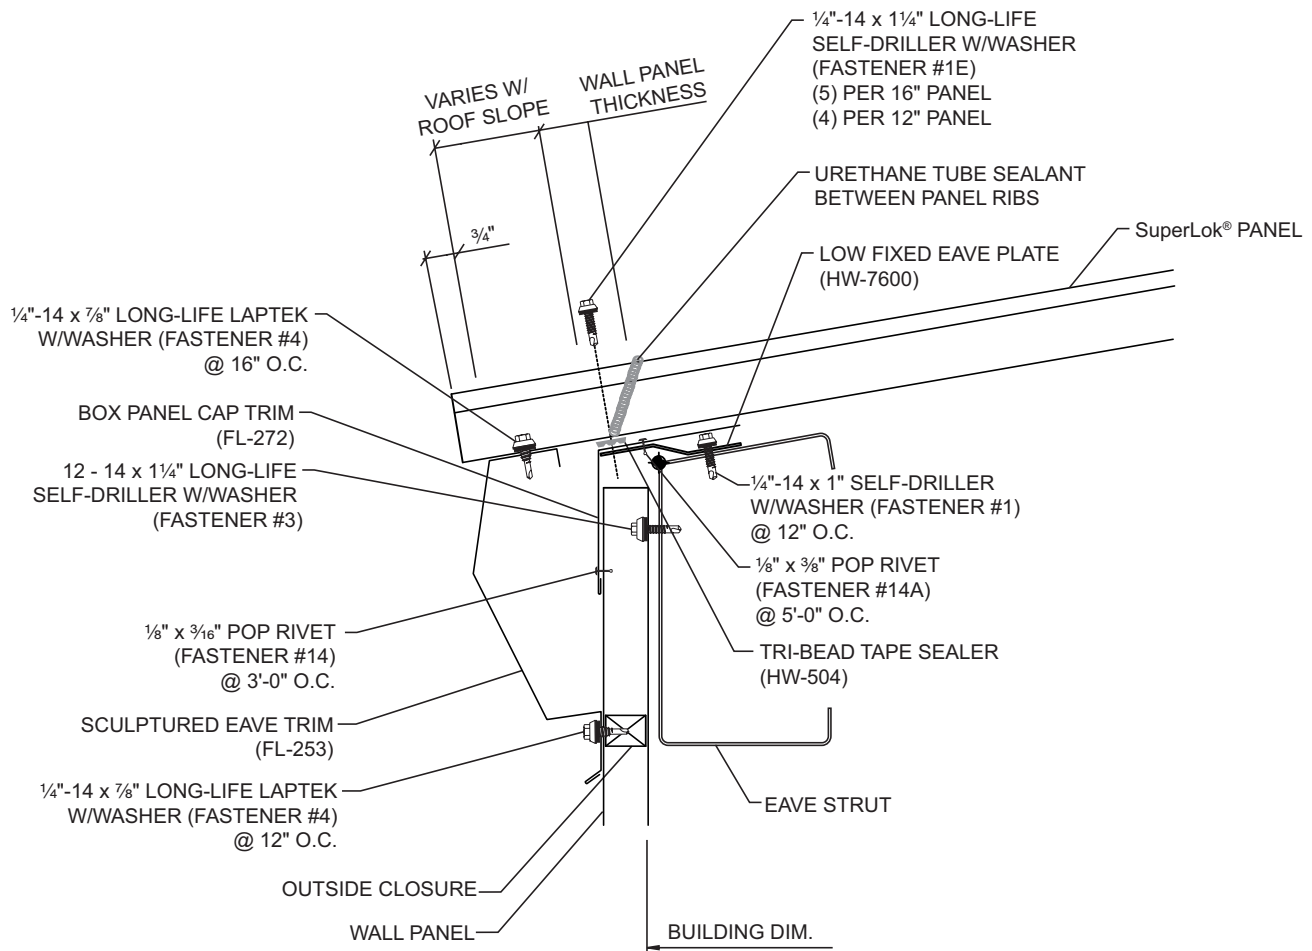 ¼"-14 x 1¼" LONG-LIFE
SELF-DRILLER W/WASHER
(FASTENER #1E)
(5) PER 16" PANEL
(4) PER 12" PANEL
VARIES W/
ROOF SLOPE
WALL PANEL
THICKNESS
URETHANE TUBE SEALANT
BETWEEN PANEL RIBS
SuperLok® PANEL
¾"
LOW FIXED EAVE PLATE
(HW-7600)
¼"-14 x ⅞" LONG-LIFE LAPTEK
W/WASHER (FASTENER #4)
@ 16" O.C.
BOX PANEL CAP TRIM
(FL-272)
12 - 14 x 1¼" LONG-LIFE
SELF-DRILLER W/WASHER
(FASTENER #3)
¼"-14 x 1" SELF-DRILLER
W/WASHER (FASTENER #1)
@ 12" O.C.
⅛" x ⅜" POP RIVET
(FASTENER #14A)
@ 5'-0" O.C.
⅛" x 3⁄16" POP RIVET
(FASTENER #14)
@ 3'-0" O.C.
TRI-BEAD TAPE SEALER
(HW-504)
SCULPTURED EAVE TRIM
(FL-253)
¼"-14 x ⅞" LONG-LIFE LAPTEK
W/WASHER (FASTENER #4)
@ 12" O.C.
EAVE STRUT
OUTSIDE CLOSURE
WALL PANEL
BUILDING DIM.